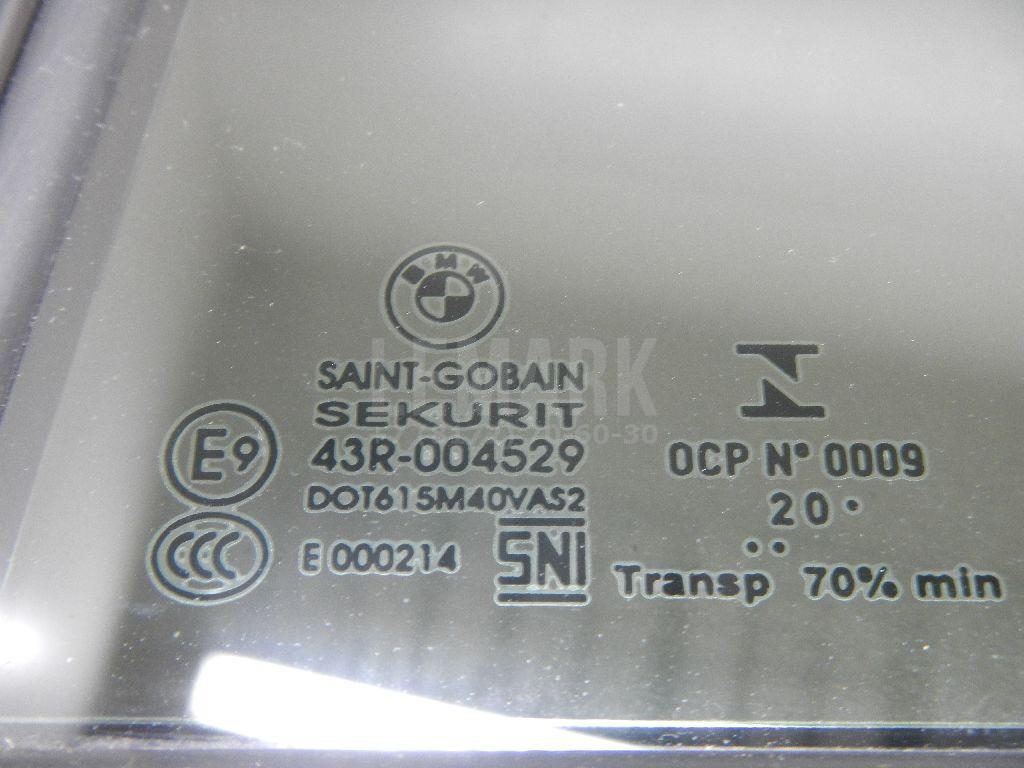 BMW
SAINT-GOBAIN
SEKURIT
E9
43R-004529
DOT615M40VAS2
CCC
E 000214
SNI
OCP N° 0009
20 •
••
Transp 70% min